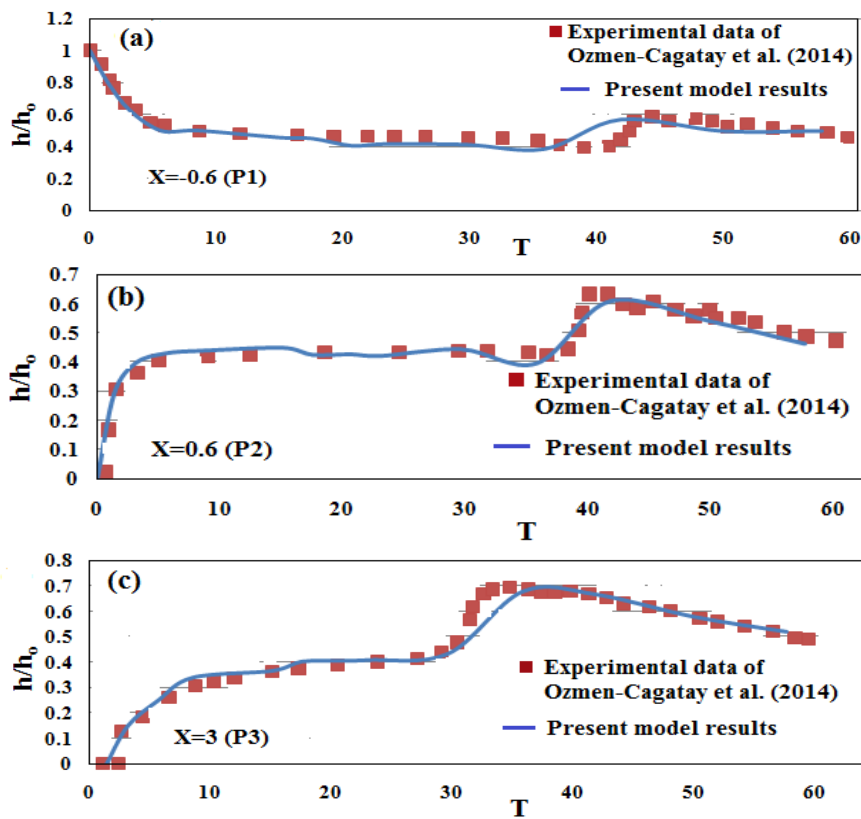 1.2
(a)
Experimental data of
Ozmen-Cagatay et al. (2014)
1
0.8
Present model results
0.6
0.4
0.2
X=-0.6 (P1)
0
h/ho
0 10 20 30 40 50 60
T
0.7
(b)
0.6
0.5
0.4
0.3
Experimental data of
Ozmen-Cagatay et al. (2014)
0.2
0.1
X=0.6 (P2)
Present model results
0
h/ho
0 10 20 30 40 50 60
T
0.8
(c)
0.7
0.6
0.5
0.4
Experimental data of
Ozmen-Cagatay et al. (2014)
0.3
0.2
Present model results
0.1
X=3 (P3)
0
h/ho
0 10 20 30 40 50 60
T